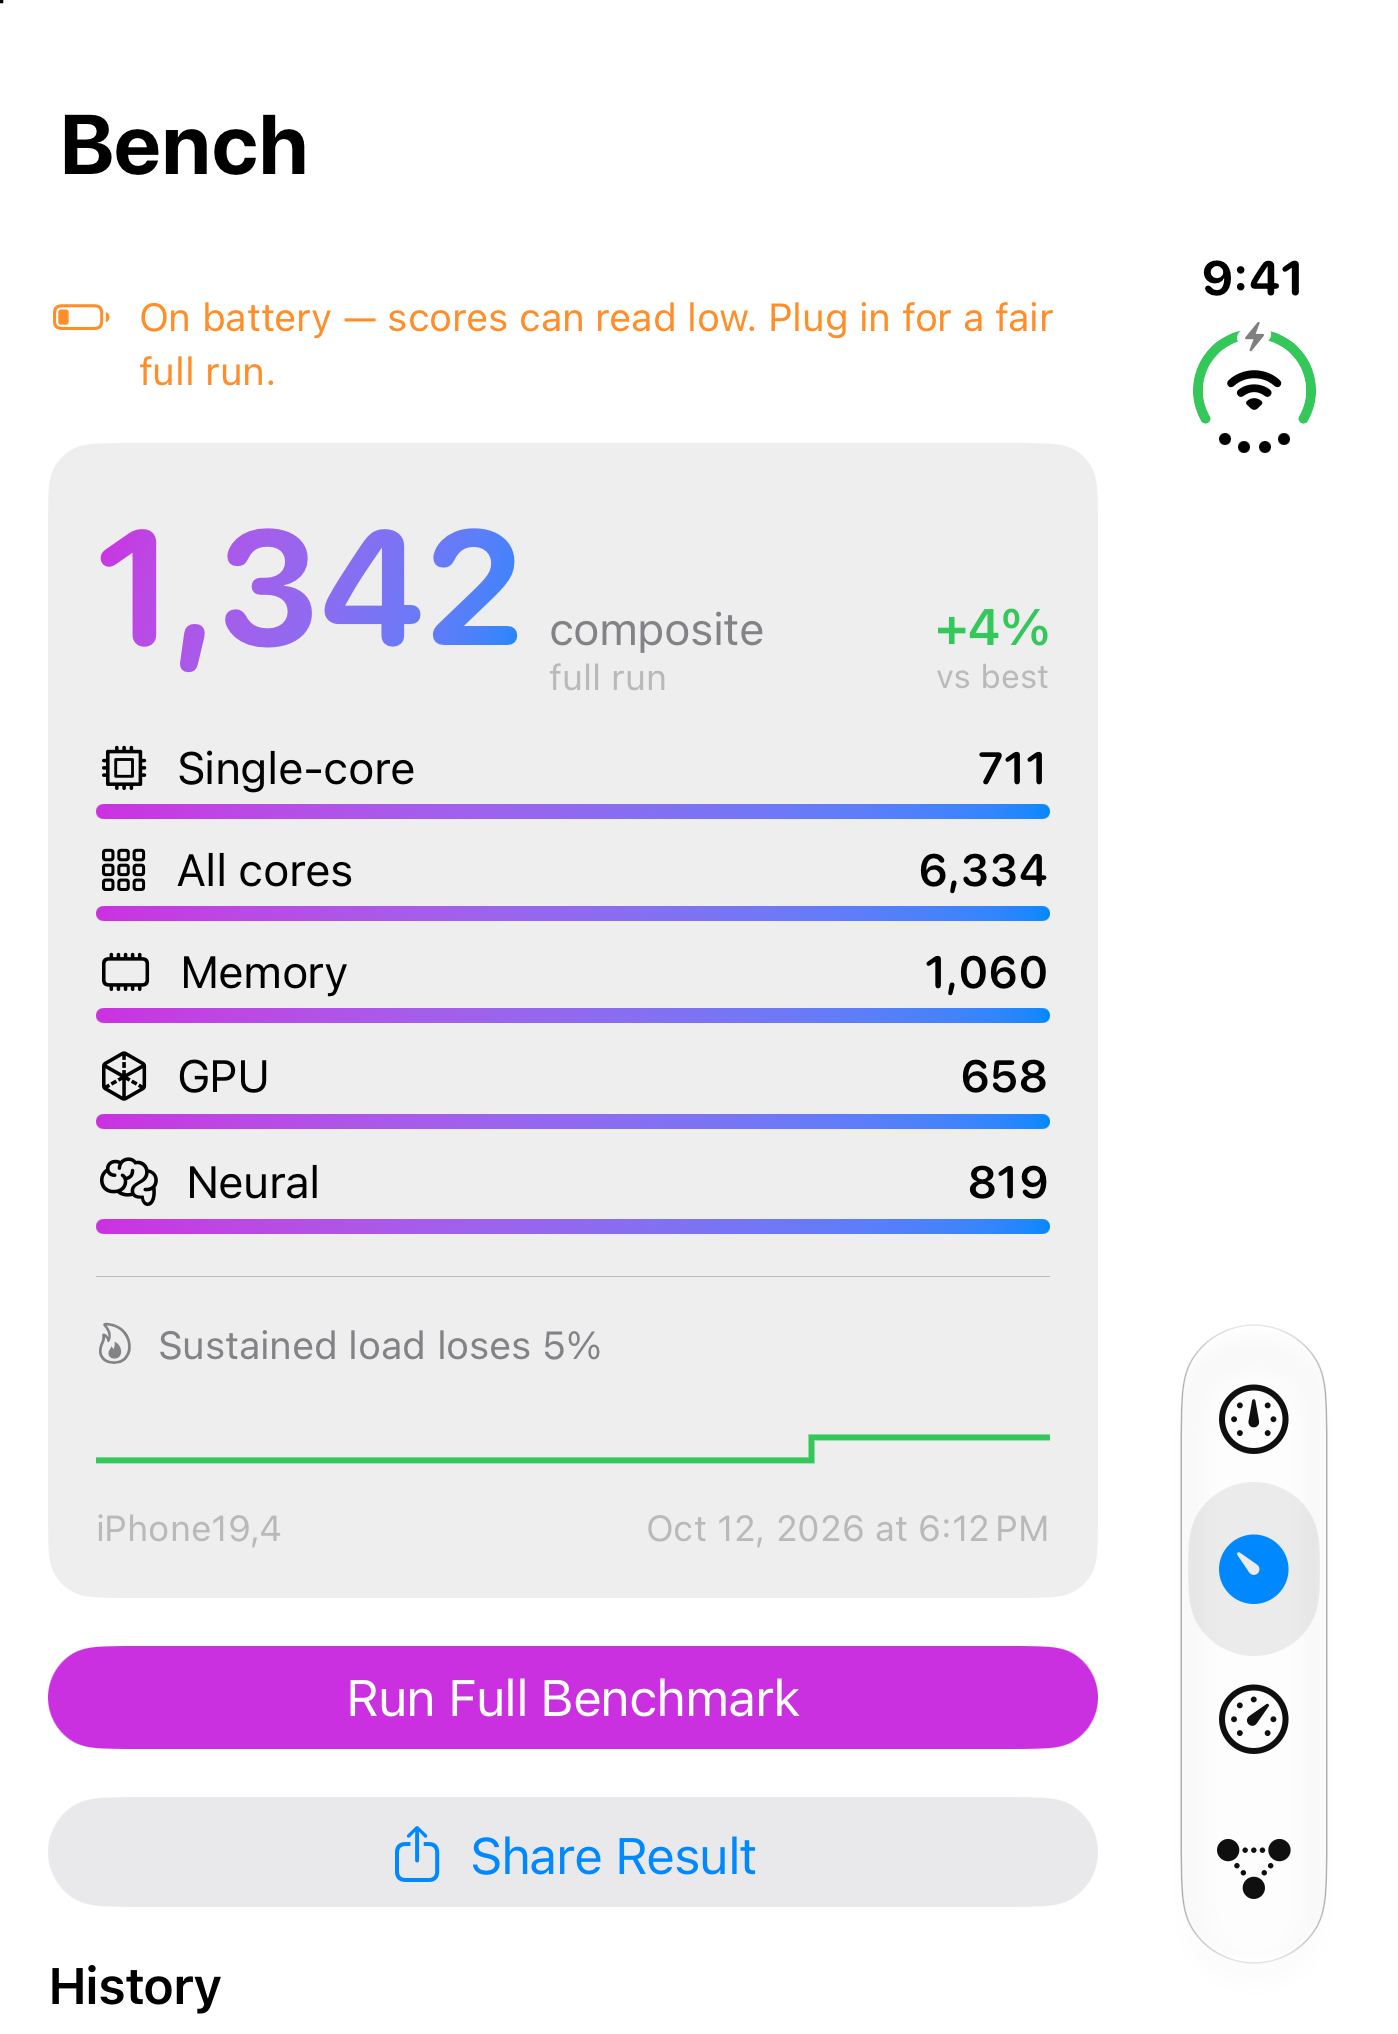 Bench
9:41
On battery — scores can read low. Plug in for a fair
full run.
1,342 composite +4%
full run vs best
Single-core 711
All cores 6,334
Memory 1,060
GPU 658
Neural 819
Sustained load loses 5%
iPhone19,4 Oct 12, 2026 at 6:12 PM
Run Full Benchmark
Share Result
History